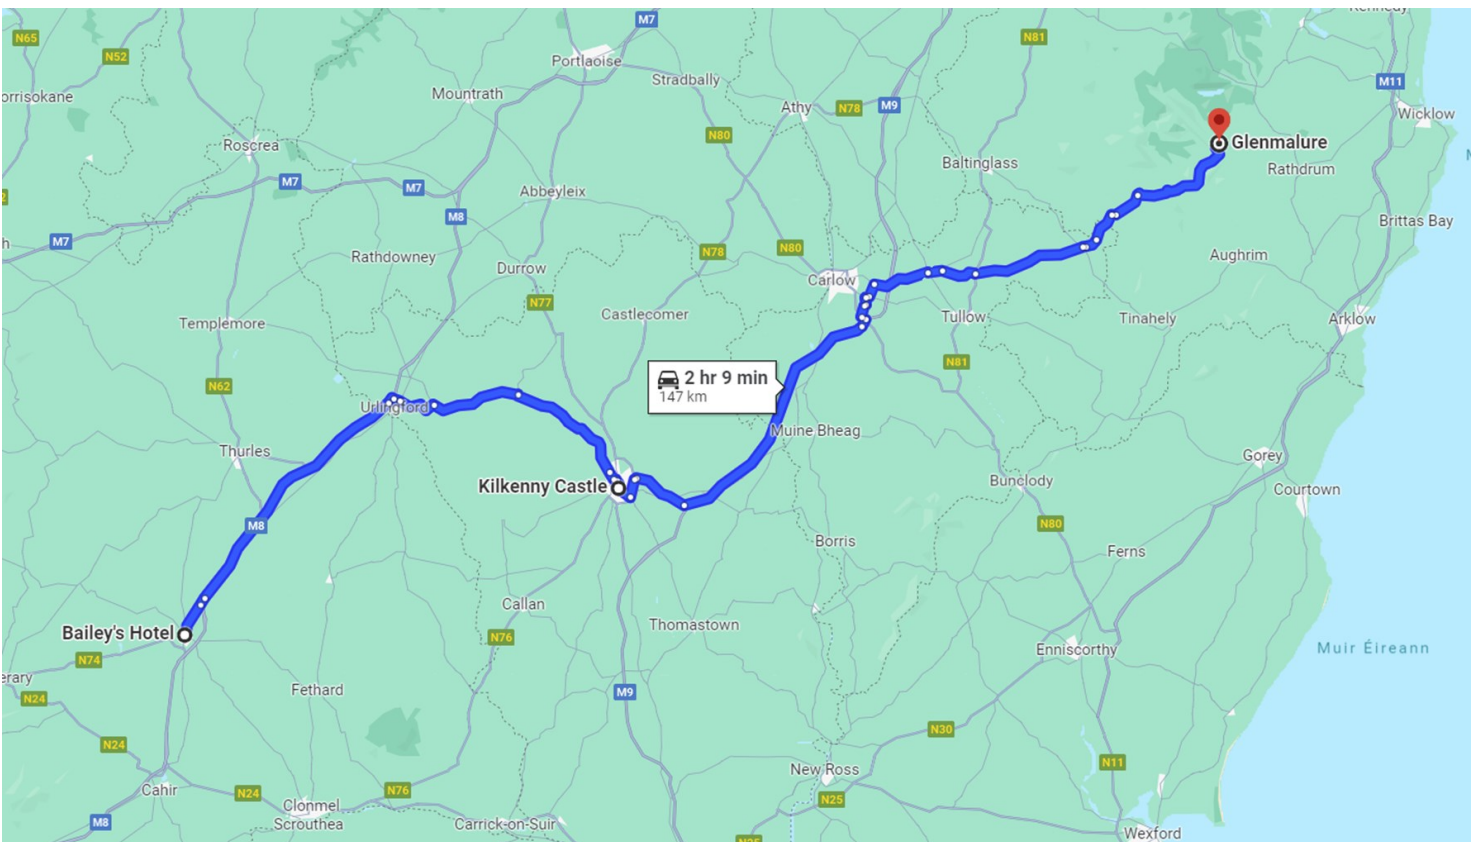 Kennedy
M7
N65
N81
N52
Portlaoise
Stradbally
M11
orrisokane
Mountrath
Athy
N78
M9
Wicklow
N80
Roscrea
Glenmalure
Baltinglass
Rathdrum
M7
M7
Abbeyleix
M8
Brittas Bay
M7
h
Rathdowney
N78
N80
Aughrim
Durrow
Carlow
N77
Castlecomer
Templemore
Tullow
Tinahely
Arklow
N81
N62
2 hr 9 min
147 km
Urlingford
Muine Bheag
Thurles
Gorey
Kilkenny Castle
Bunclody
Courtown
M8
N80
Borris
Ferns
Callan
Thomastown
Bailey's Hotel
N76
Enniscorthy
Muir Éireann
N74
erary
Fethard
M9
N24
N30
N24
New Ross
N11
Cahir
N24
N76
N25
Clonmel
Scrouthea
M8
Carrick-on-Suir
Wexford